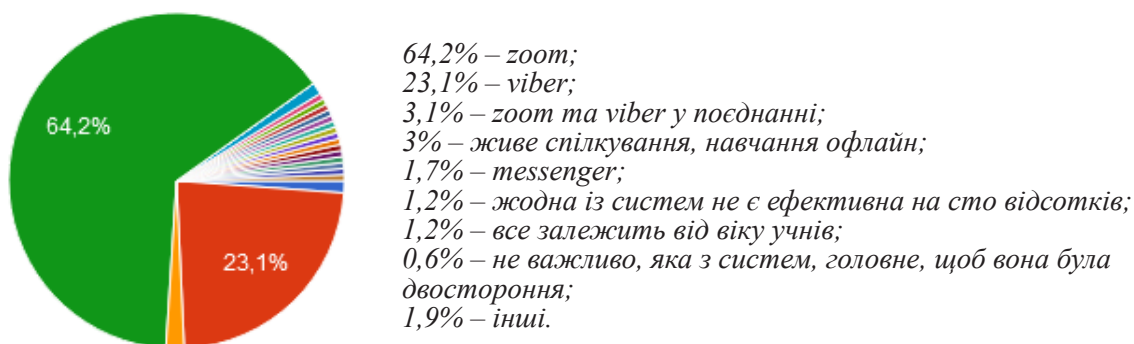 64,2%
23,1%
64,2% – zoom;
23,1% – viber;
3,1% – zoom та viber у поєднанні;
3% – живе спілкування, навчання офлайн;
1,7% – messenger;
1,2% – жодна із систем не є ефективна на сто відсотків;
1,2% – все залежить від віку учнів;
0,6% – не важливо, яка з систем, головне, щоб вона була
двостороння;
1,9% – інші.